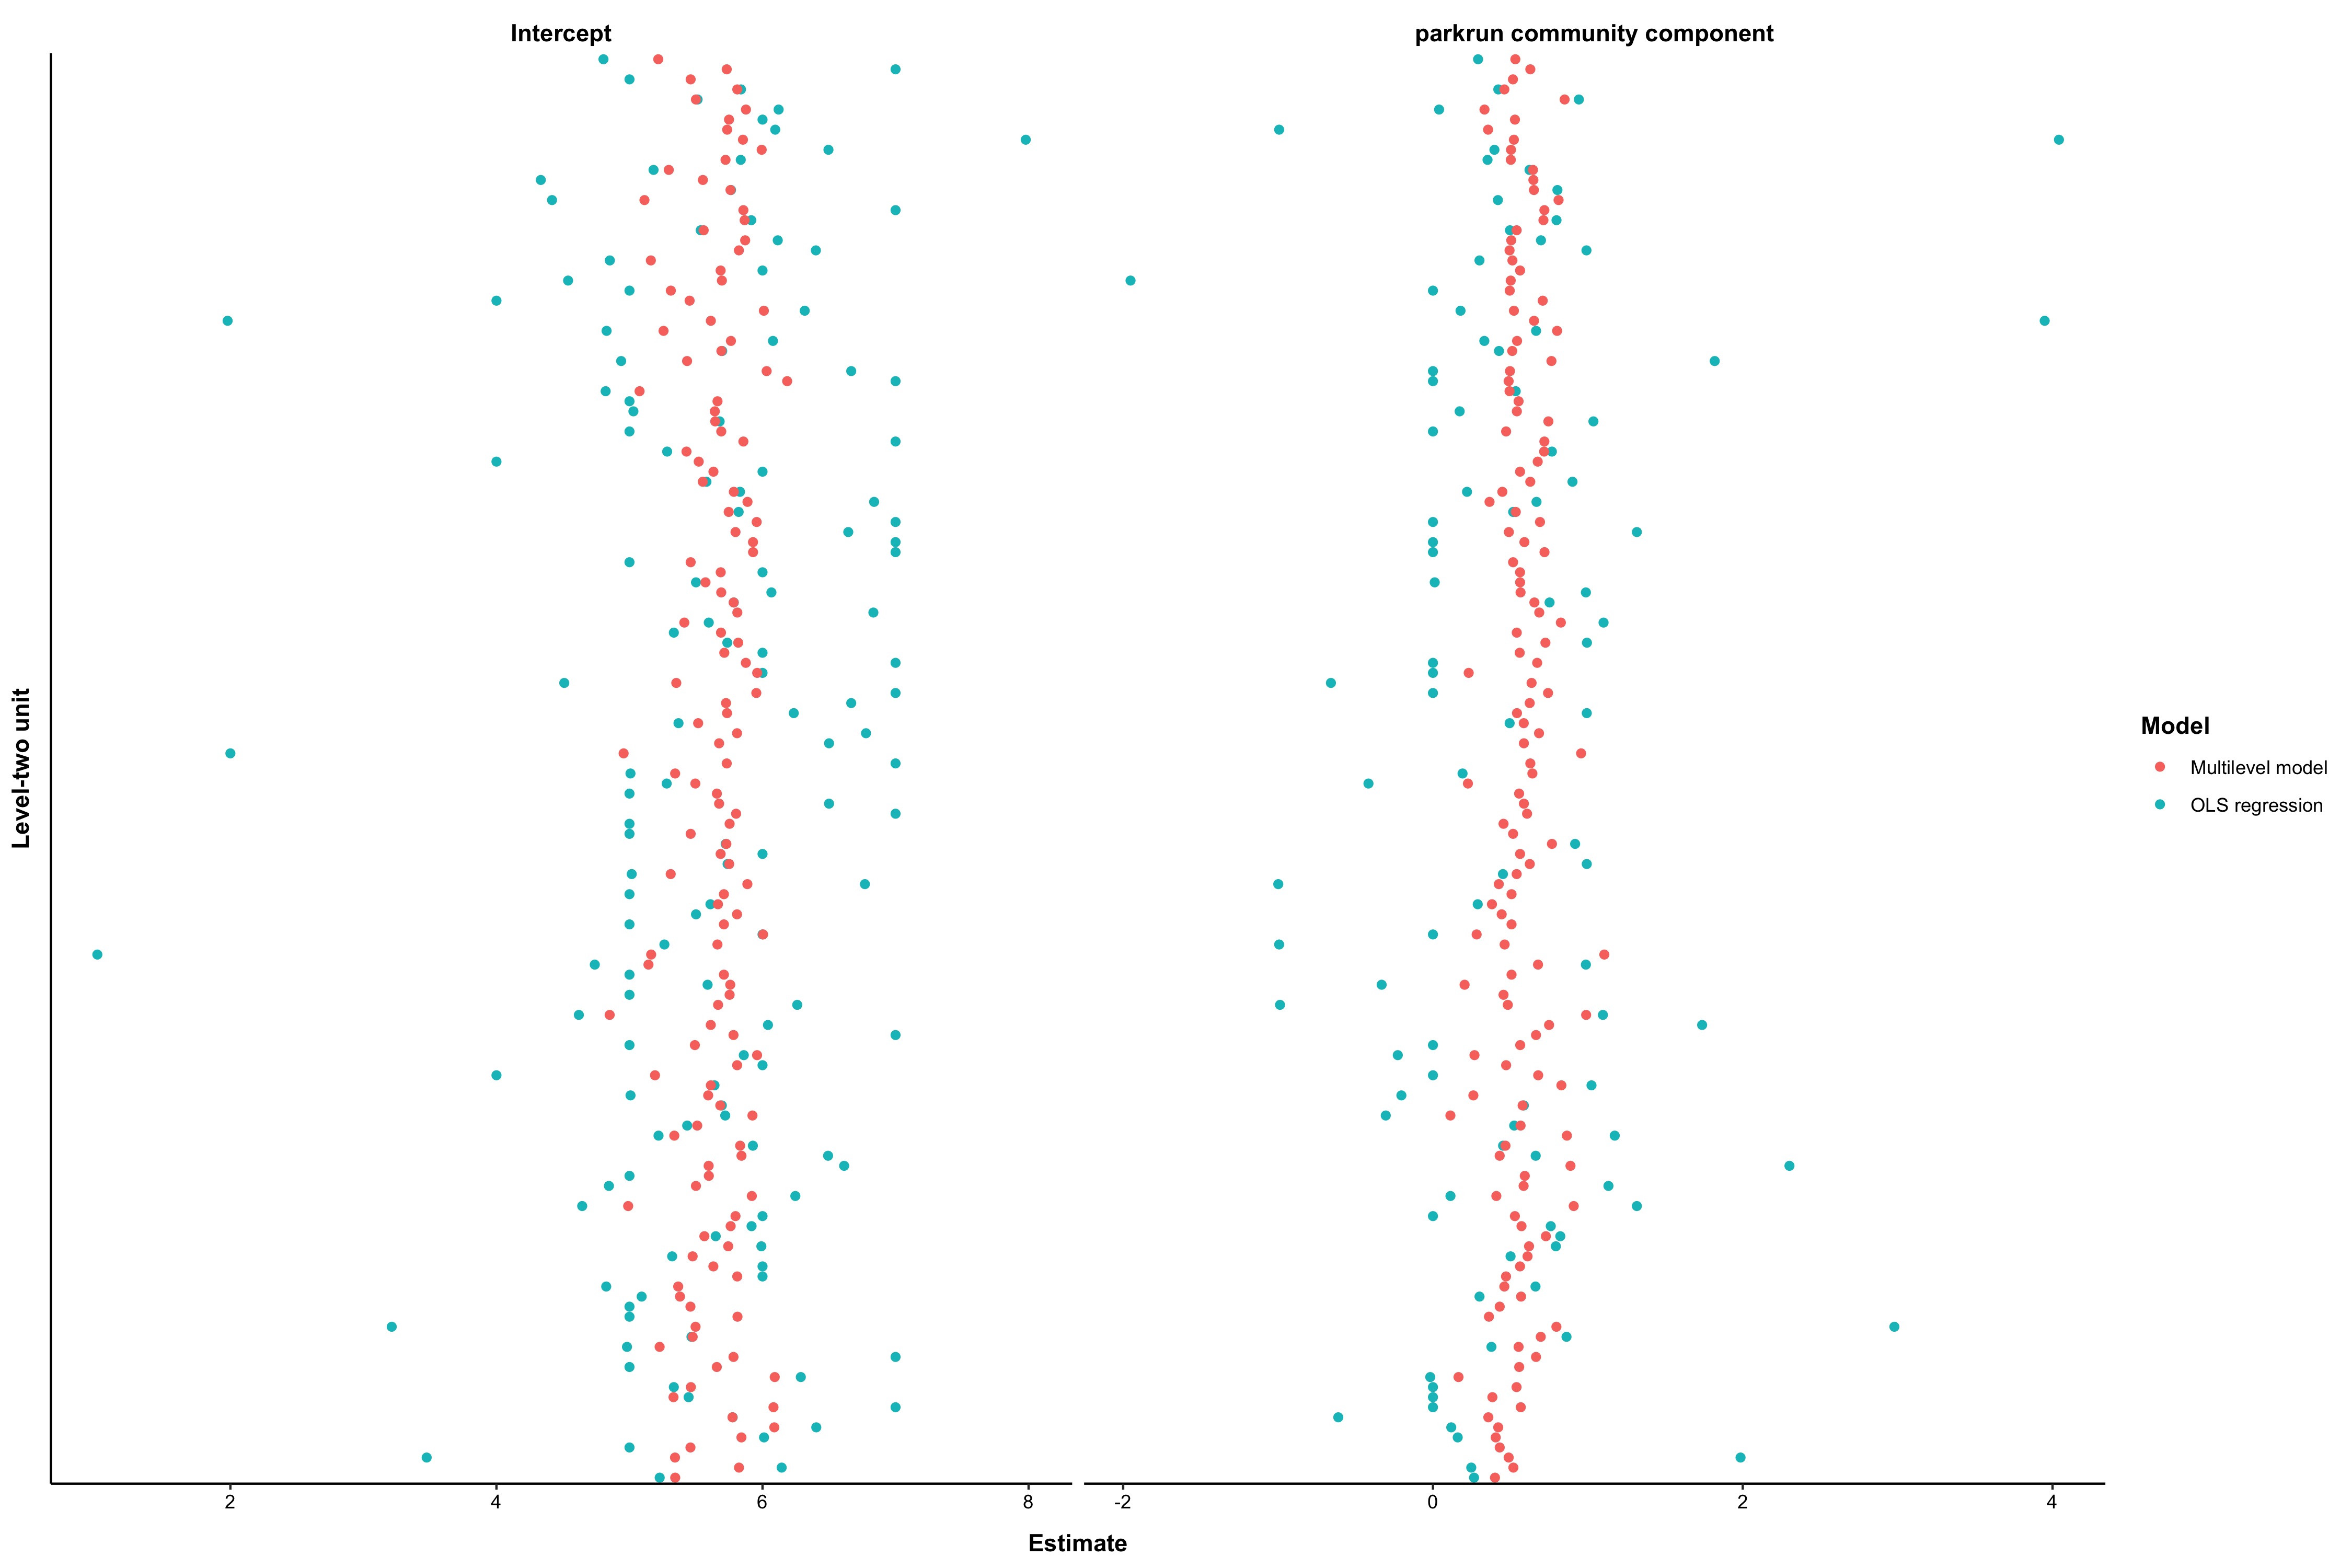 Intercept
parkrun community component
Level-two unit
Model
Multilevel model
OLS regression
2 4 6 8
-2 0 2 4
Estimate